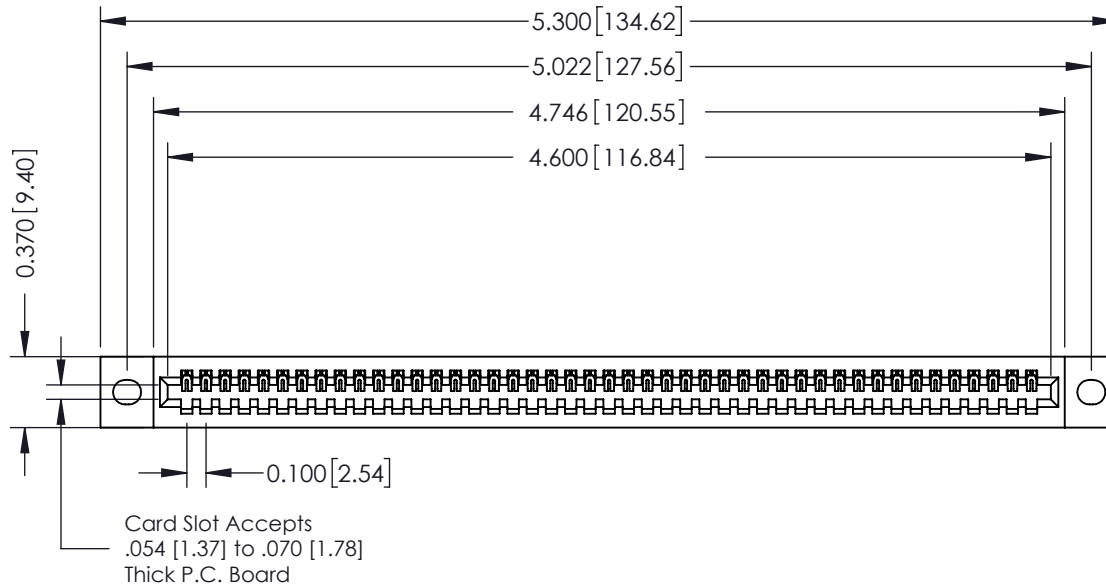 5.300 [134.62]
5.022 [127.56]
4.746 [120.55]
4.600 [116.84]
0.370 [9.40]
0.100 [2.54]
Card Slot Accepts
.054 [1.37] to .070 [1.78]
Thick P.C. Board